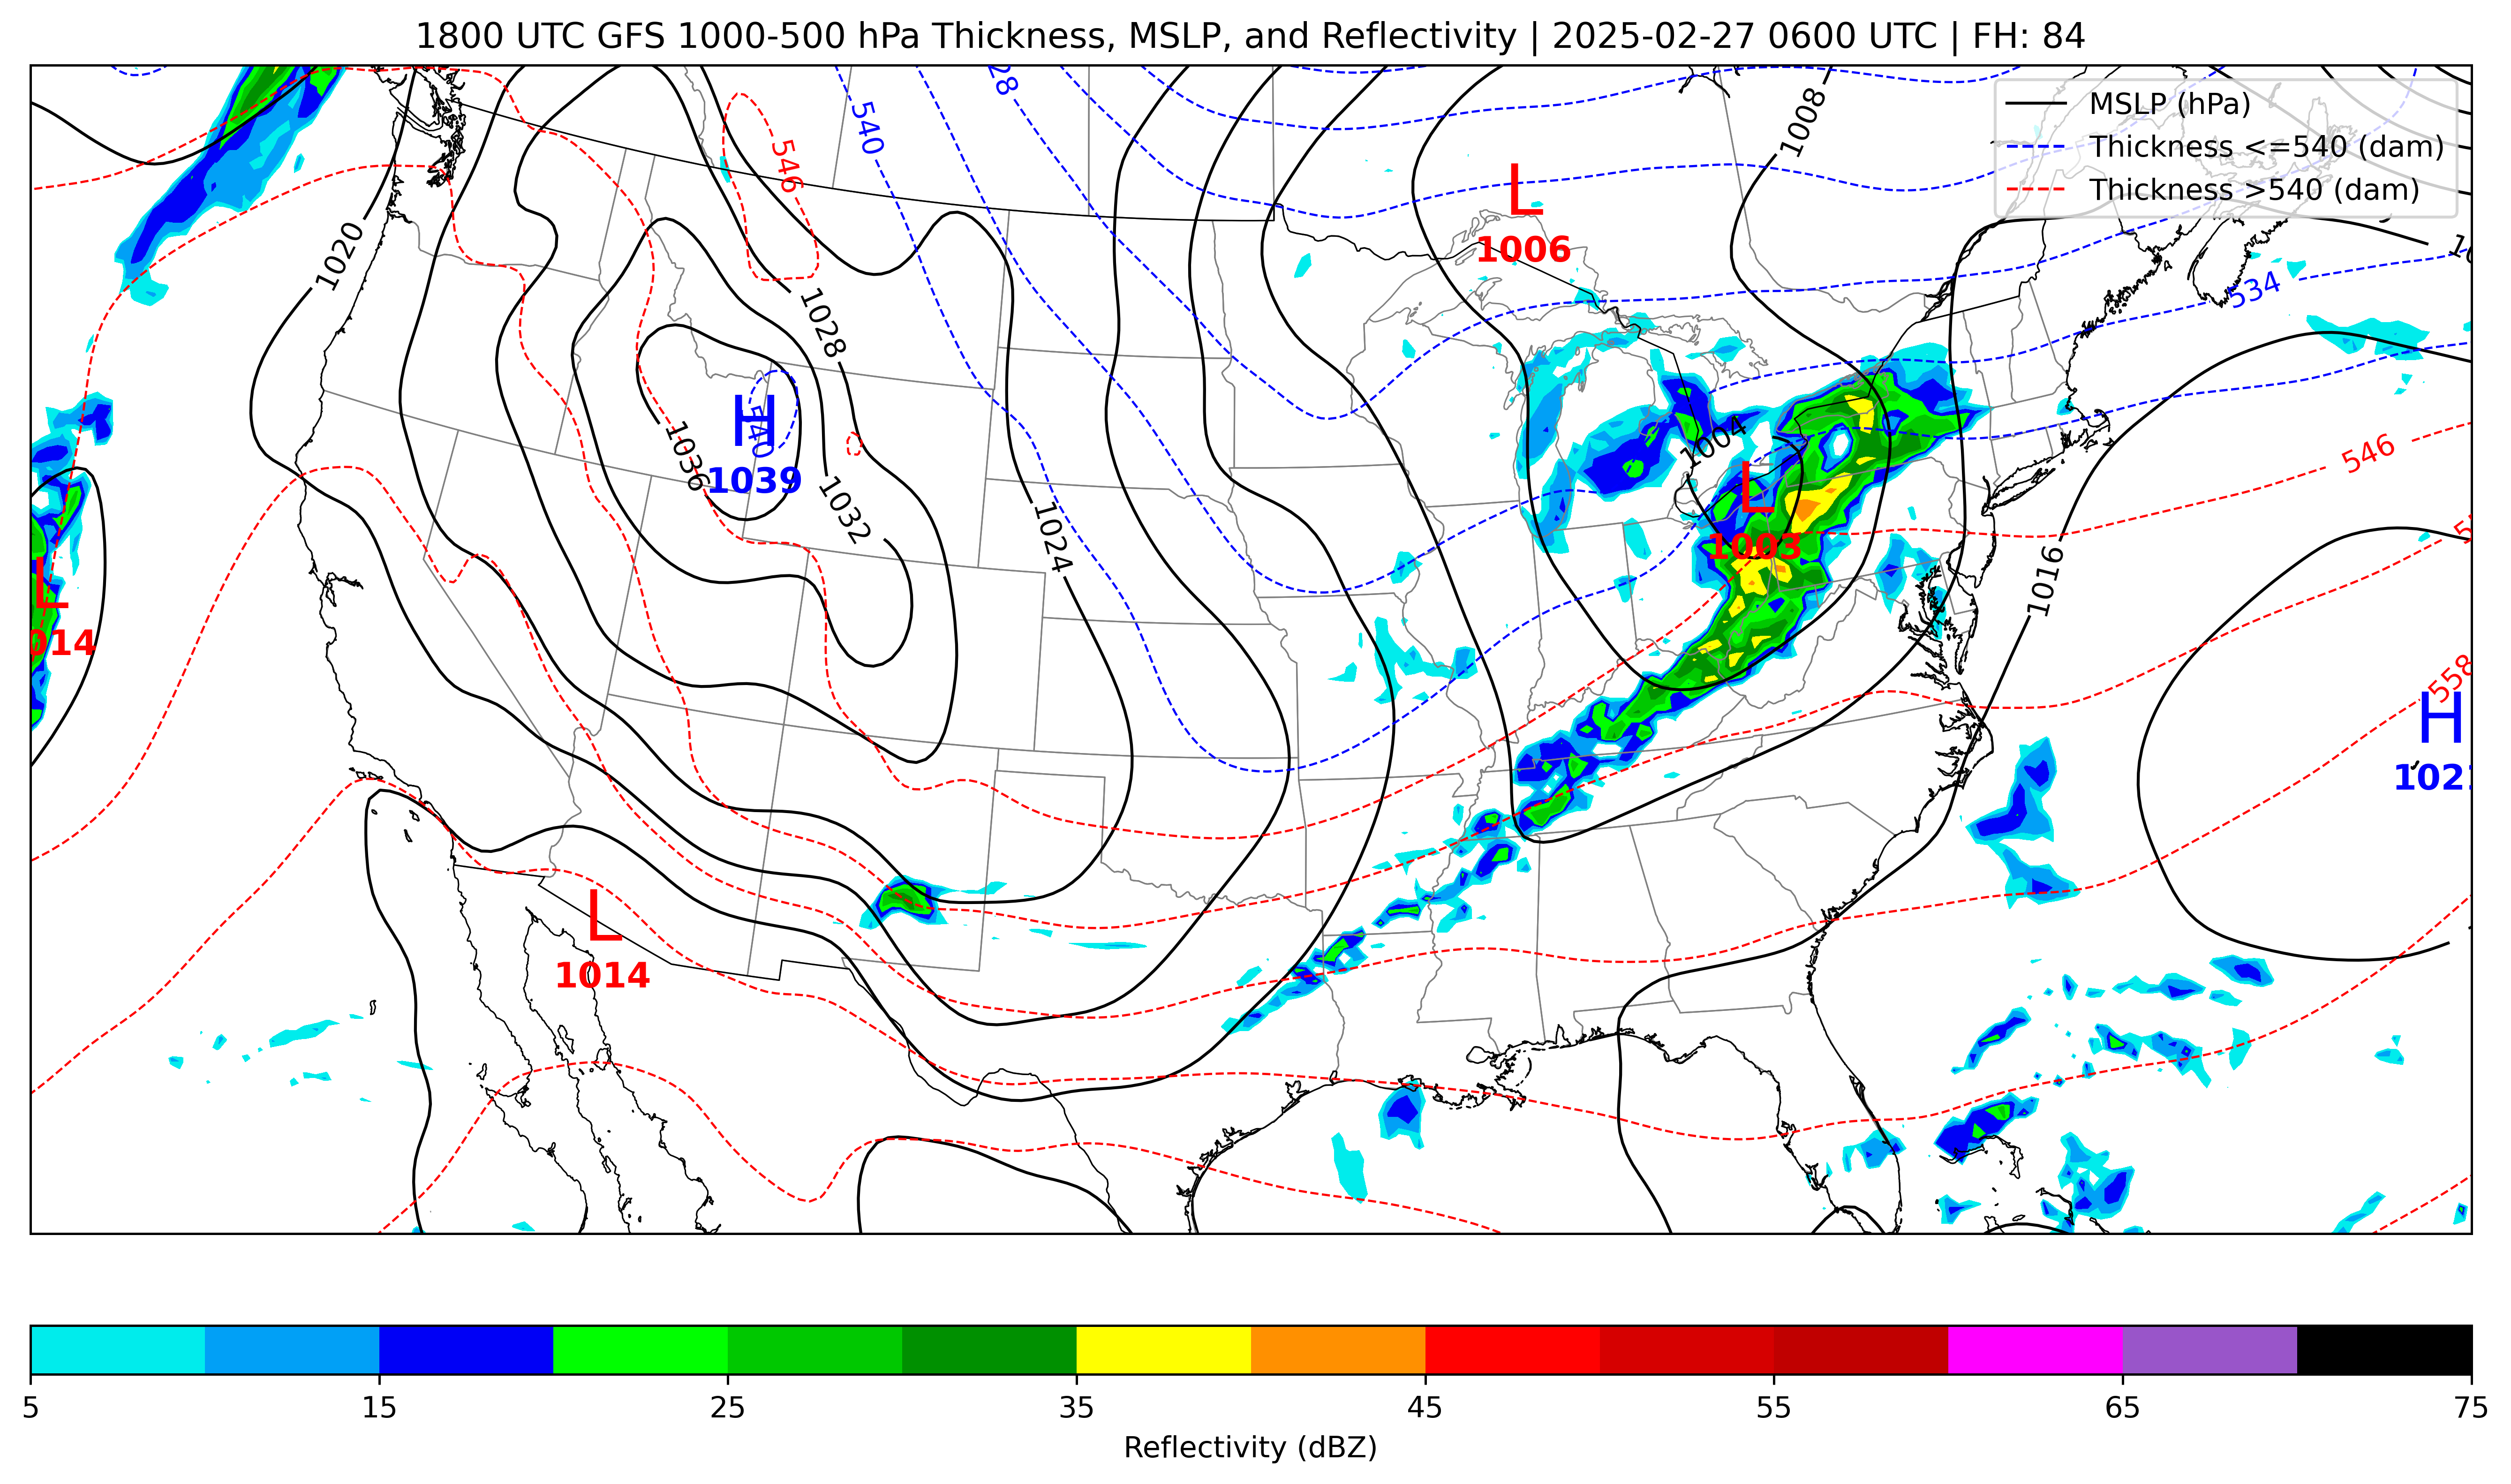 1800 UTC GFS 1000-500 hPa Thickness, MSLP, and Reflectivity | 2025-02-27 0600 UTC | FH: 84
MSLP (hPa)
Thickness <=540 (dam)
Thickness >540 (dam)
540
546
1008
L
1006
1020
534
1028
H
540
1039
1036
1032
1004
L
1003
546
1024
1016
L
014
558
H
L
1014
5
15
25
35
45
55
65
75
Reflectivity (dBZ)